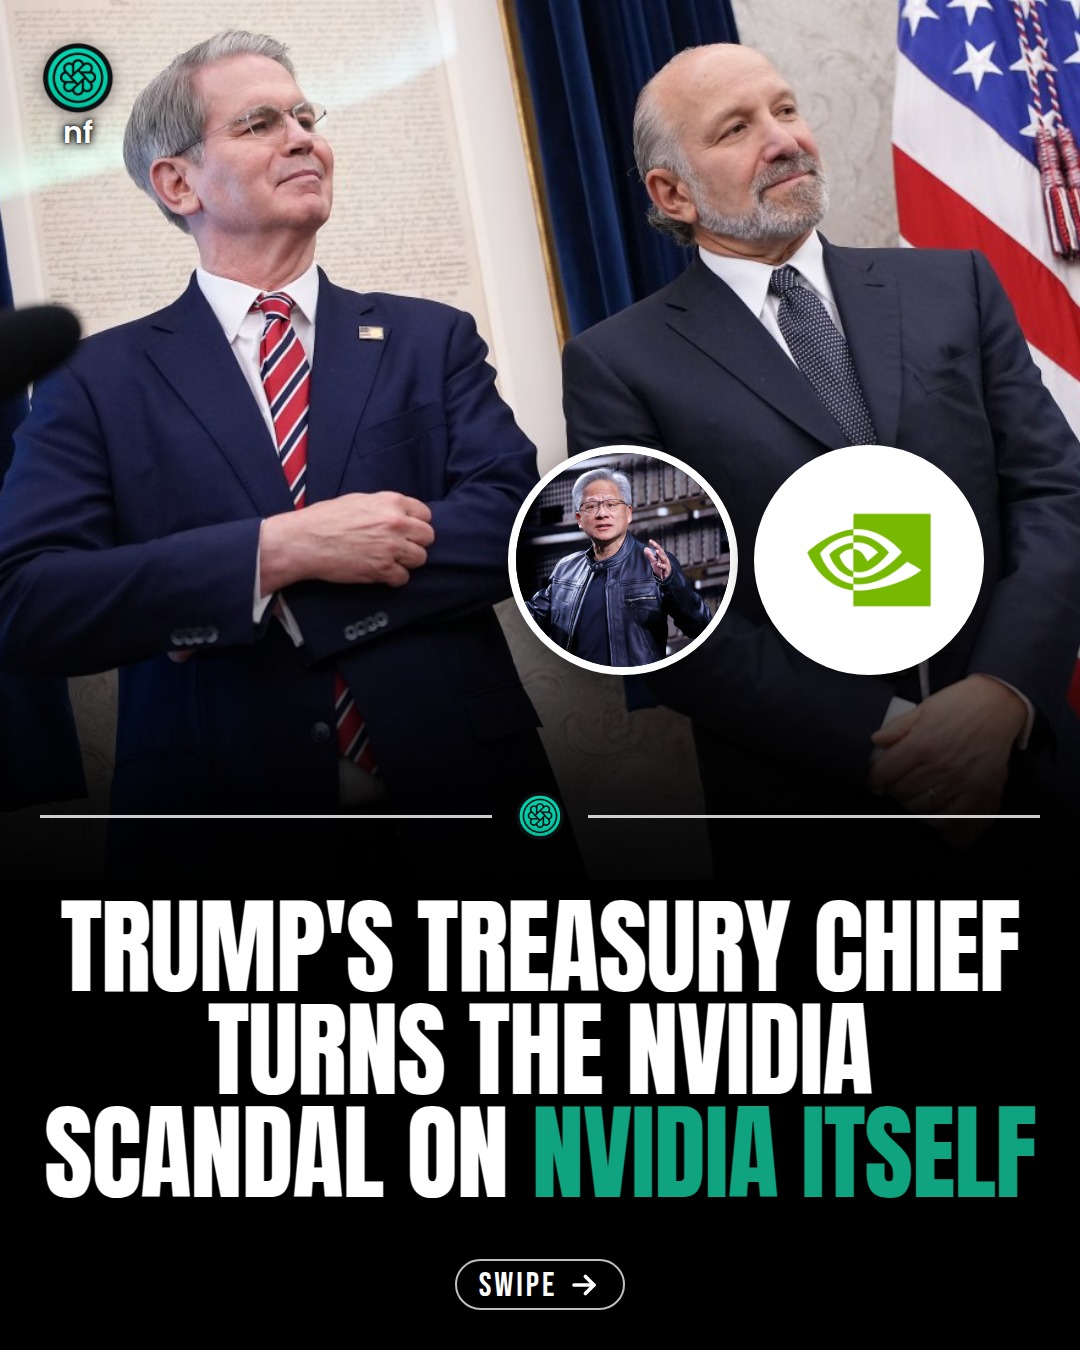 nf
TRUMP'S TREASURY CHIEF
TURNS THE NVIDIA
SCANDAL ON NVIDIA ITSELF
SWIPE →